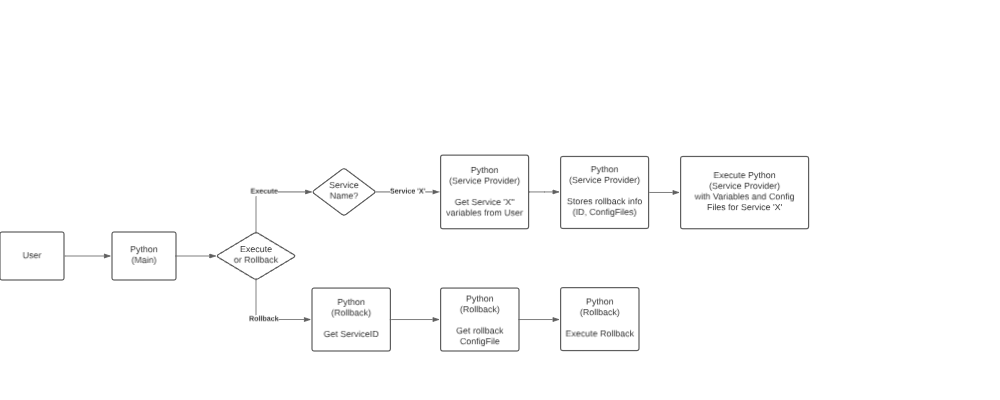 User
Python
(Main)
Execute
or Rollback
Execute
Service
Name?
Service 'X'
Python
(Service Provider)
Get Service 'X"
variables from User
Python
(Service Provider)
Stores rollback info
(ID, ConfigFiles)
Execute Python
(Service Provider)
with Variables and Config
Files for Service 'X'
Rollback
Python
(Rollback)
Get ServiceID
Python
(Rollback)
Get rollback
ConfigFile
Python
(Rollback)
Execute Rollback